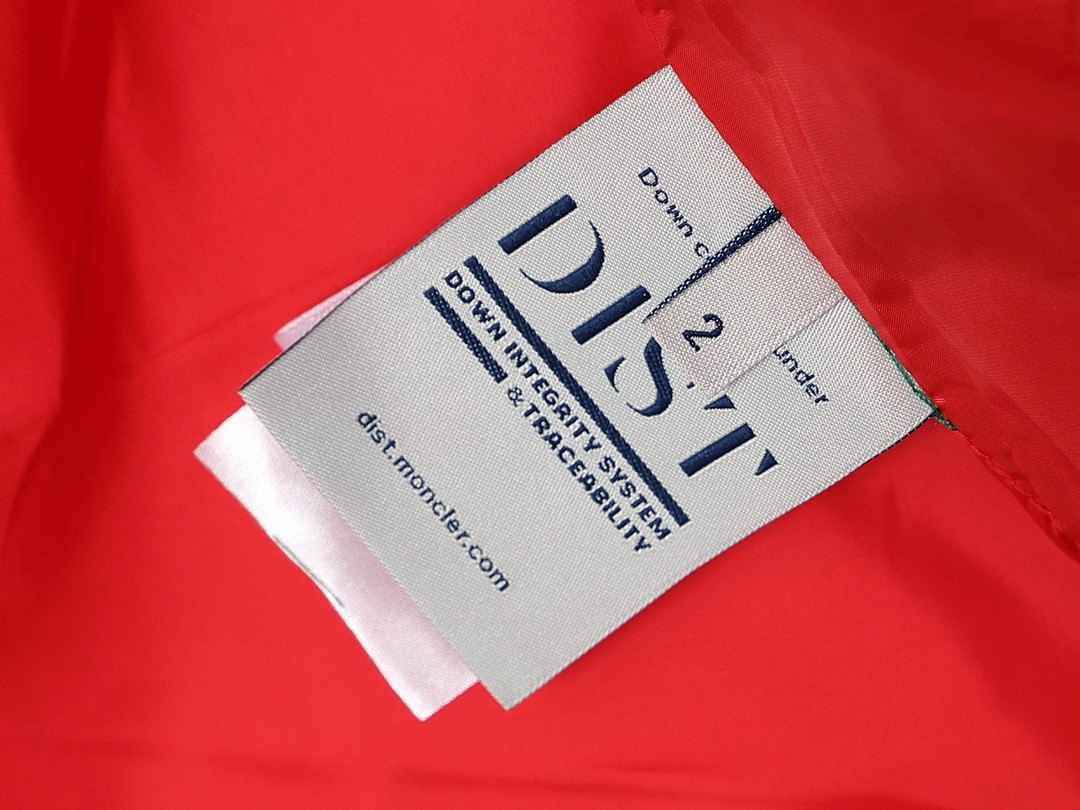 Down
under
2
DIST
DOWN INTEGRITY SYSTEM
& TRACEABILITY
dist.moncler.com